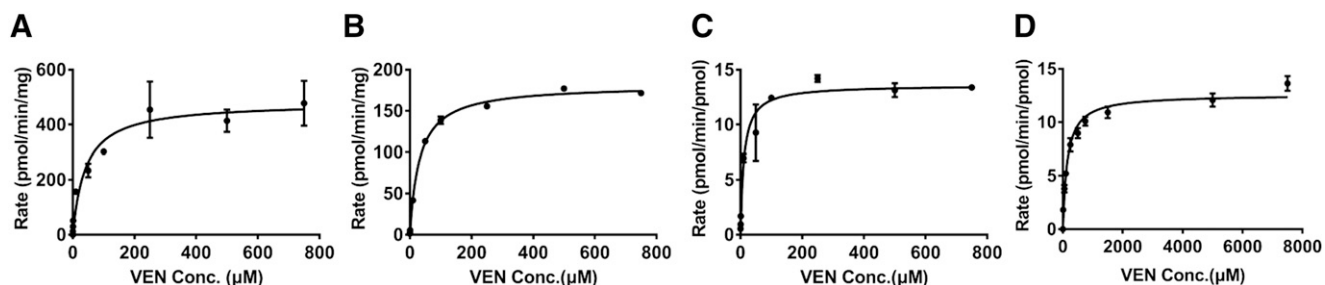 A
Rate (pmol/min/mg)
600
400
200
0
0 200 400 600 800
VEN Conc.(µM)
B
Rate (pmol/min/mg)
200
150
100
50
0
0 200 400 600 800
VEN Conc.(µM)
C
Rate (pmol/min/pmol)
15
10
5
0
0 200 400 600 800
VEN Conc.(µM)
D
Rate (pmol/min/pmol)
15
10
5
0
0 2000 4000 6000 8000
VEN Conc.(µM)